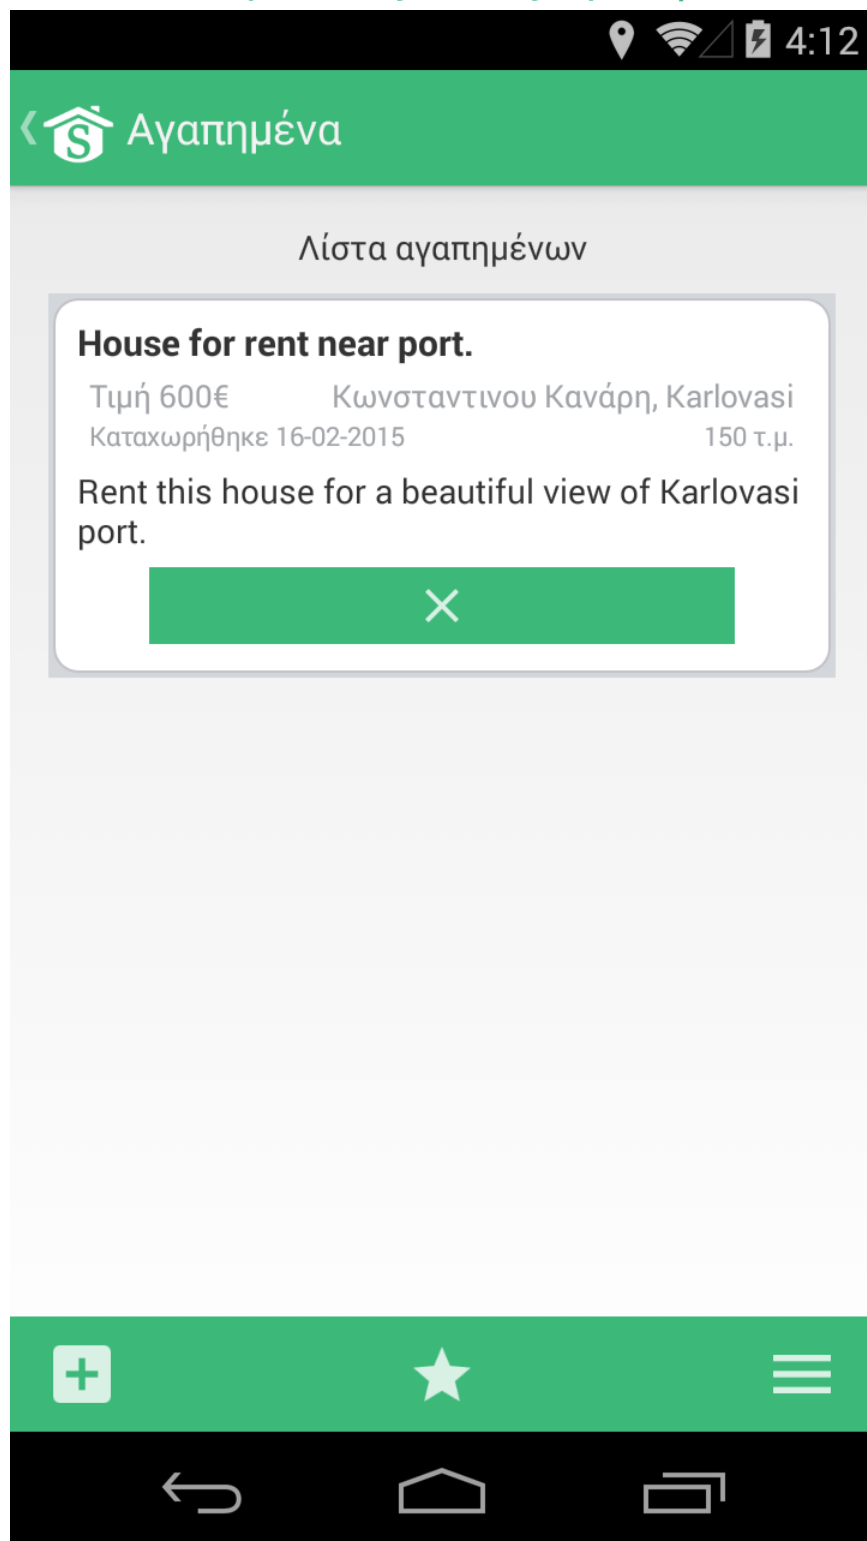 4:12
S Αγαπημένα
Λίστα αγαπημένων
House for rent near port.
Τιμή 600€ Κωνσταντινου Κανάρη, Karlovasi
Καταχωρήθηκε 16-02-2015 150 τ.μ.
Rent this house for a beautiful view of Karlovasi
port.